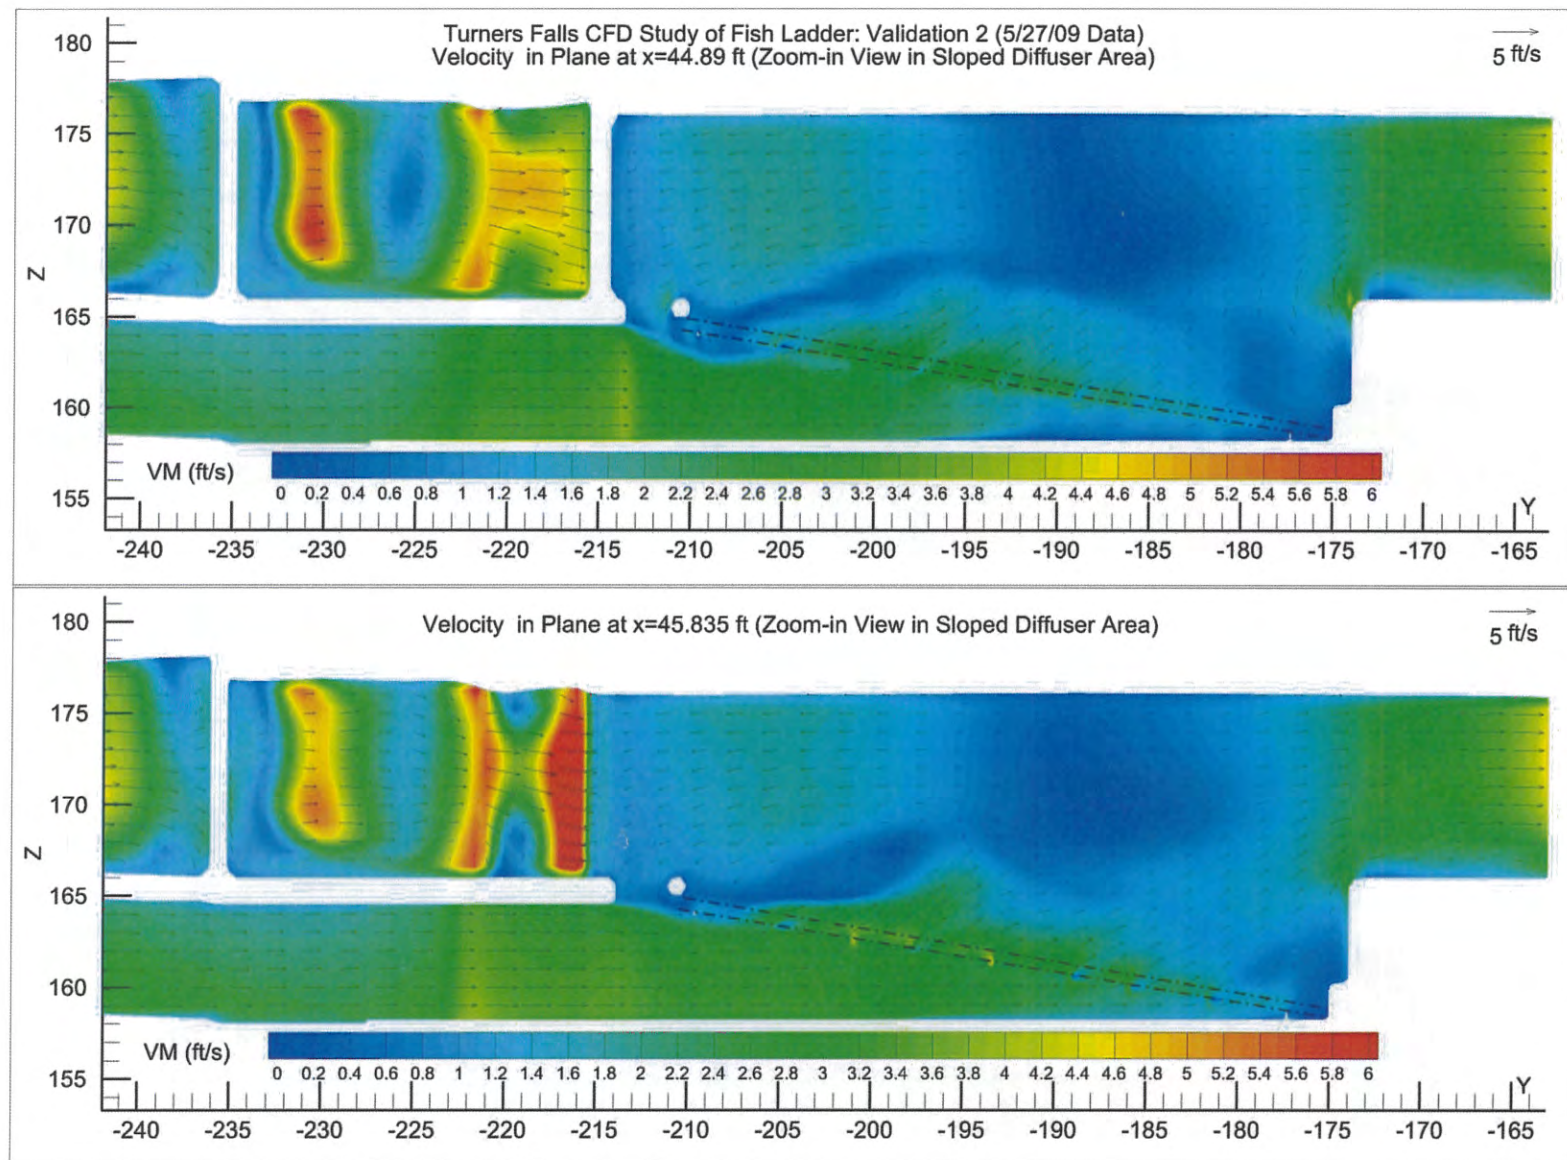 Turners Falls CFD Study of Fish Ladder: Validation 2 (5/27/09 Data)
Velocity in Plane at x=44.89 ft (Zoom-in View in Sloped Diffuser Area)
5 ft/s
180
175
170
165
160
155
Z
VM (ft/s)
0 0.2 0.4 0.6 0.8 1 1.2 1.4 1.6 1.8 2 2.2 2.4 2.6 2.8 3 3.2 3.4 3.6 3.8 4 4.2 4.4 4.6 4.8 5 5.2 5.4 5.6 5.8 6
Y
-240 -235 -230 -225 -220 -215 -210 -205 -200 -195 -190 -185 -180 -175 -170 -165
Velocity in Plane at x=45.835 ft (Zoom-in View in Sloped Diffuser Area)
5 ft/s
180
175
170
165
160
155
Z
VM (ft/s)
0 0.2 0.4 0.6 0.8 1 1.2 1.4 1.6 1.8 2 2.2 2.4 2.6 2.8 3 3.2 3.4 3.6 3.8 4 4.2 4.4 4.6 4.8 5 5.2 5.4 5.6 5.8 6
Y
-240 -235 -230 -225 -220 -215 -210 -205 -200 -195 -190 -185 -180 -175 -170 -165